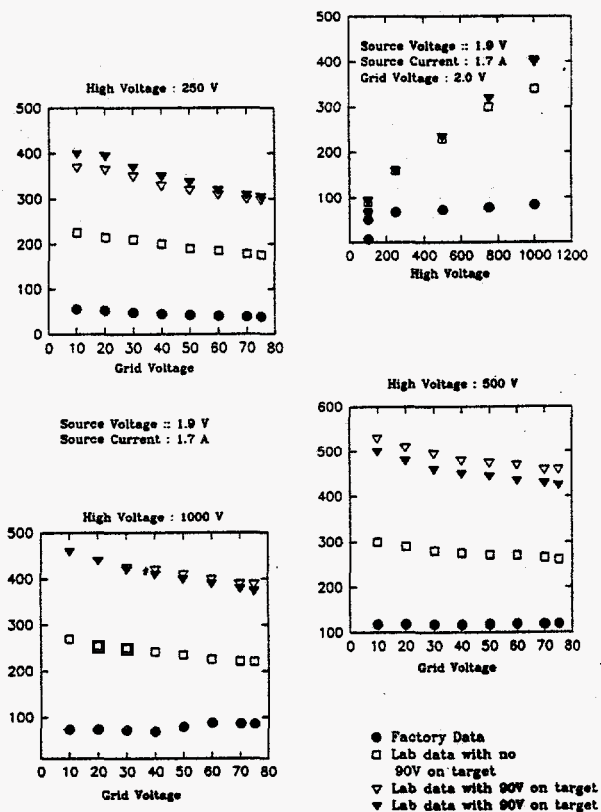 High Voltage : 250 V
500
400
300
200
100
0
0 10 20 30 40 50 60 70 80
Grid Voltage
Source Voltage :: 1.9 V
Source Current : 1.7 A
Grid Voltage : 2.0 V
500
400
300
200
100
0 200 400 600 800 1000 1200
High Voltage
Source Voltage :: 1.9 V
Source Current : 1.7 A
High Voltage : 500 V
600
500
400
300
200
100
0 10 20 30 40 50 60 70 80
Grid Voltage
High Voltage : 1000 V
500
400
300
200
100
0 10 20 30 40 50 60 70 80
Grid Voltage
Factory Data
Lab data with no
90V on target
Lab data with 90V on target
Lab data with 90V on target